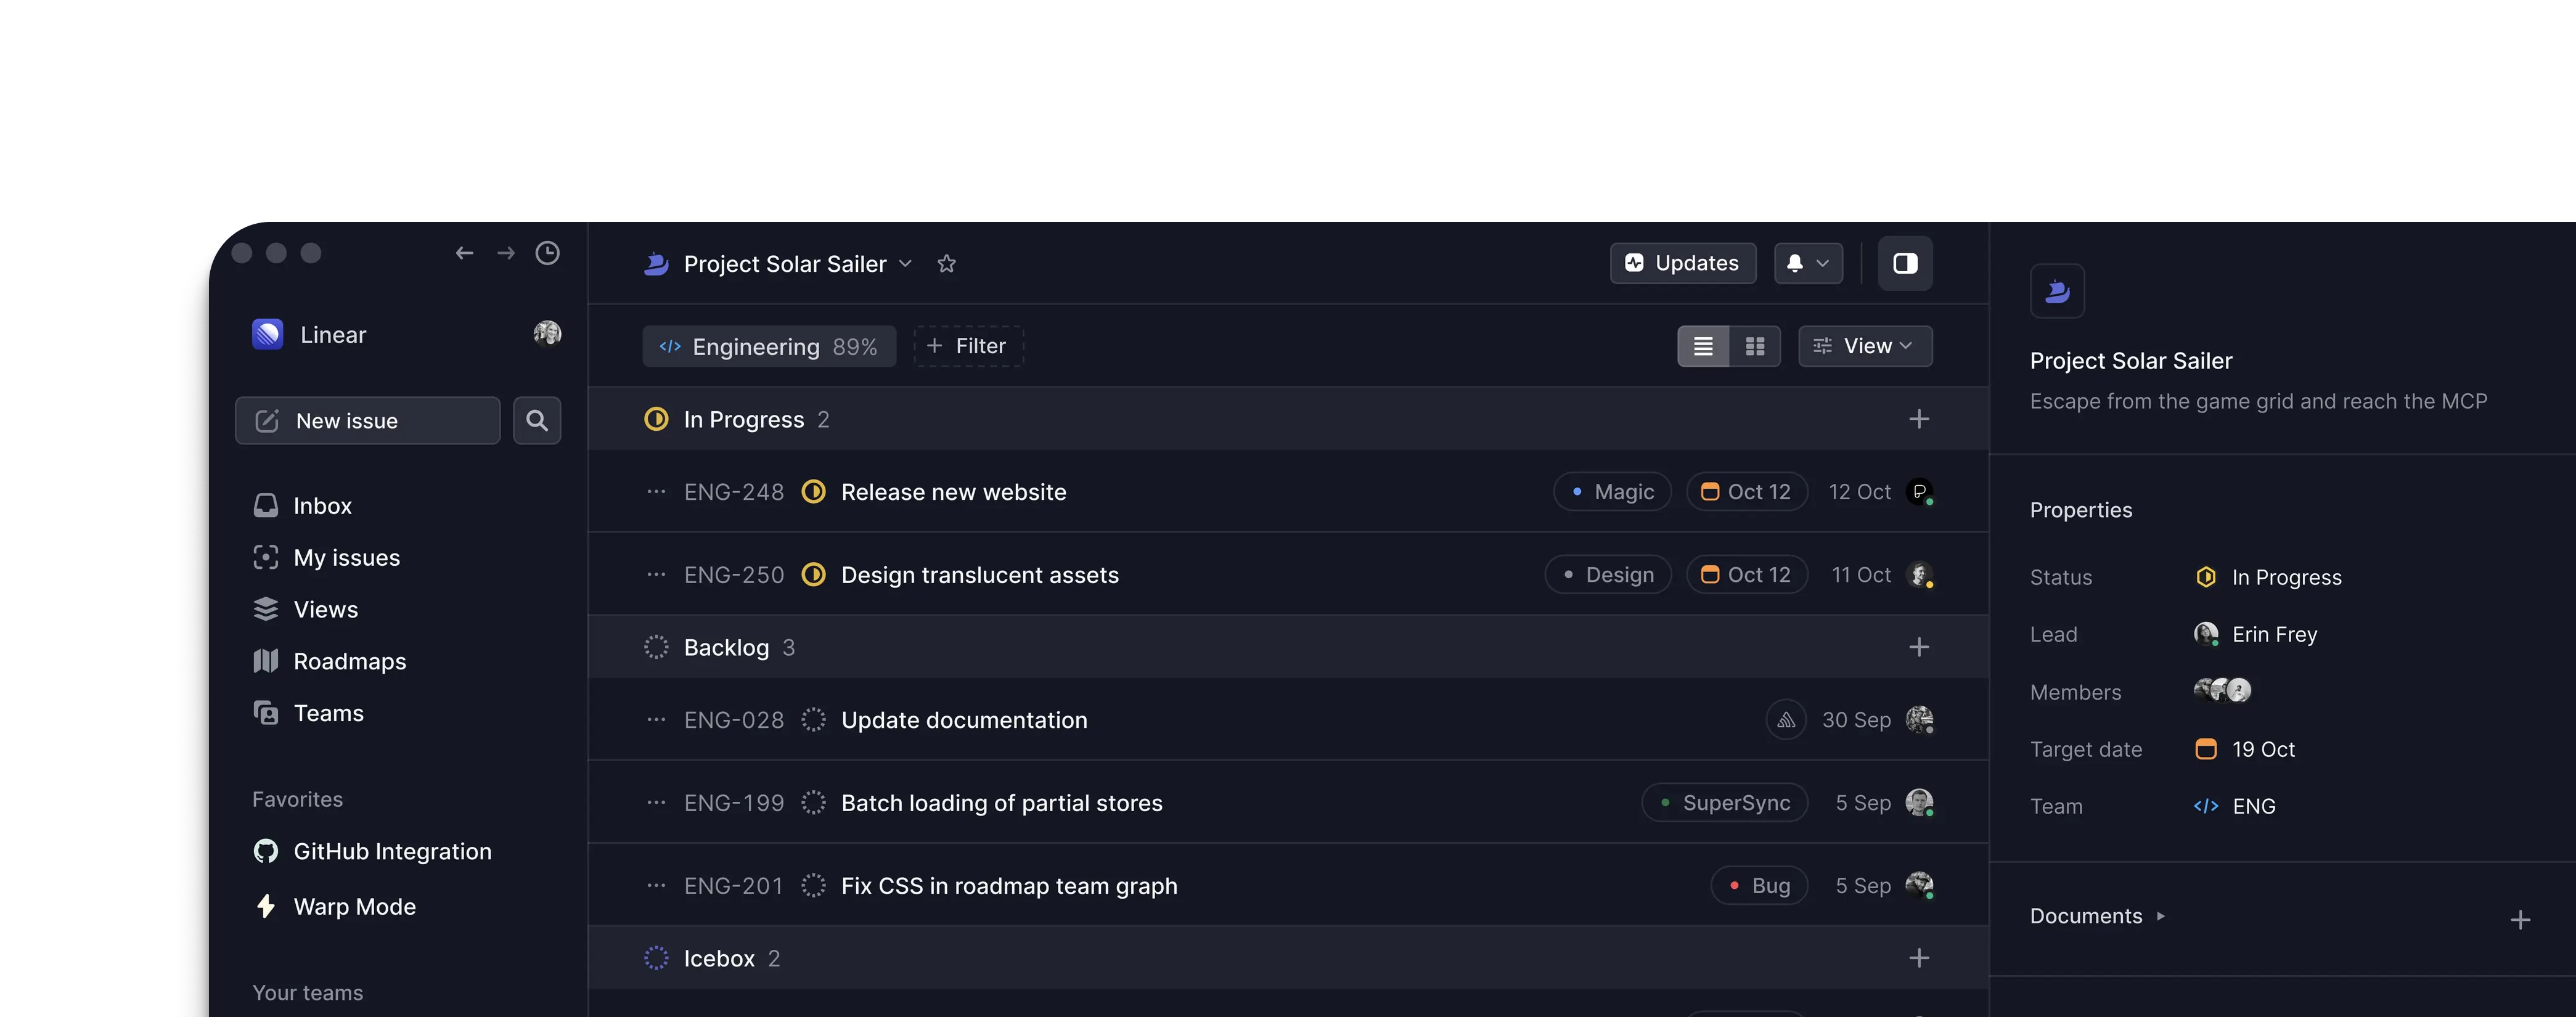 Linear
New issue
Inbox
My issues
Views
Roadmaps
Teams
Favorites
GitHub Integration
Warp Mode
Your teams
Project Solar Sailer
Updates
Engineering 89%
Filter
View
In Progress 2
ENG-248 Release new website Magic Oct 12 12 Oct
ENG-250 Design translucent assets Design Oct 12 11 Oct
Backlog 3
ENG-028 Update documentation 30 Sep
ENG-199 Batch loading of partial stores SuperSync 5 Sep
ENG-201 Fix CSS in roadmap team graph Bug 5 Sep
Icebox 2
Project Solar Sailer
Escape from the game grid and reach the MCP
Properties
Status In Progress
Lead Erin Frey
Members
Target date 19 Oct
Team ENG
Documents